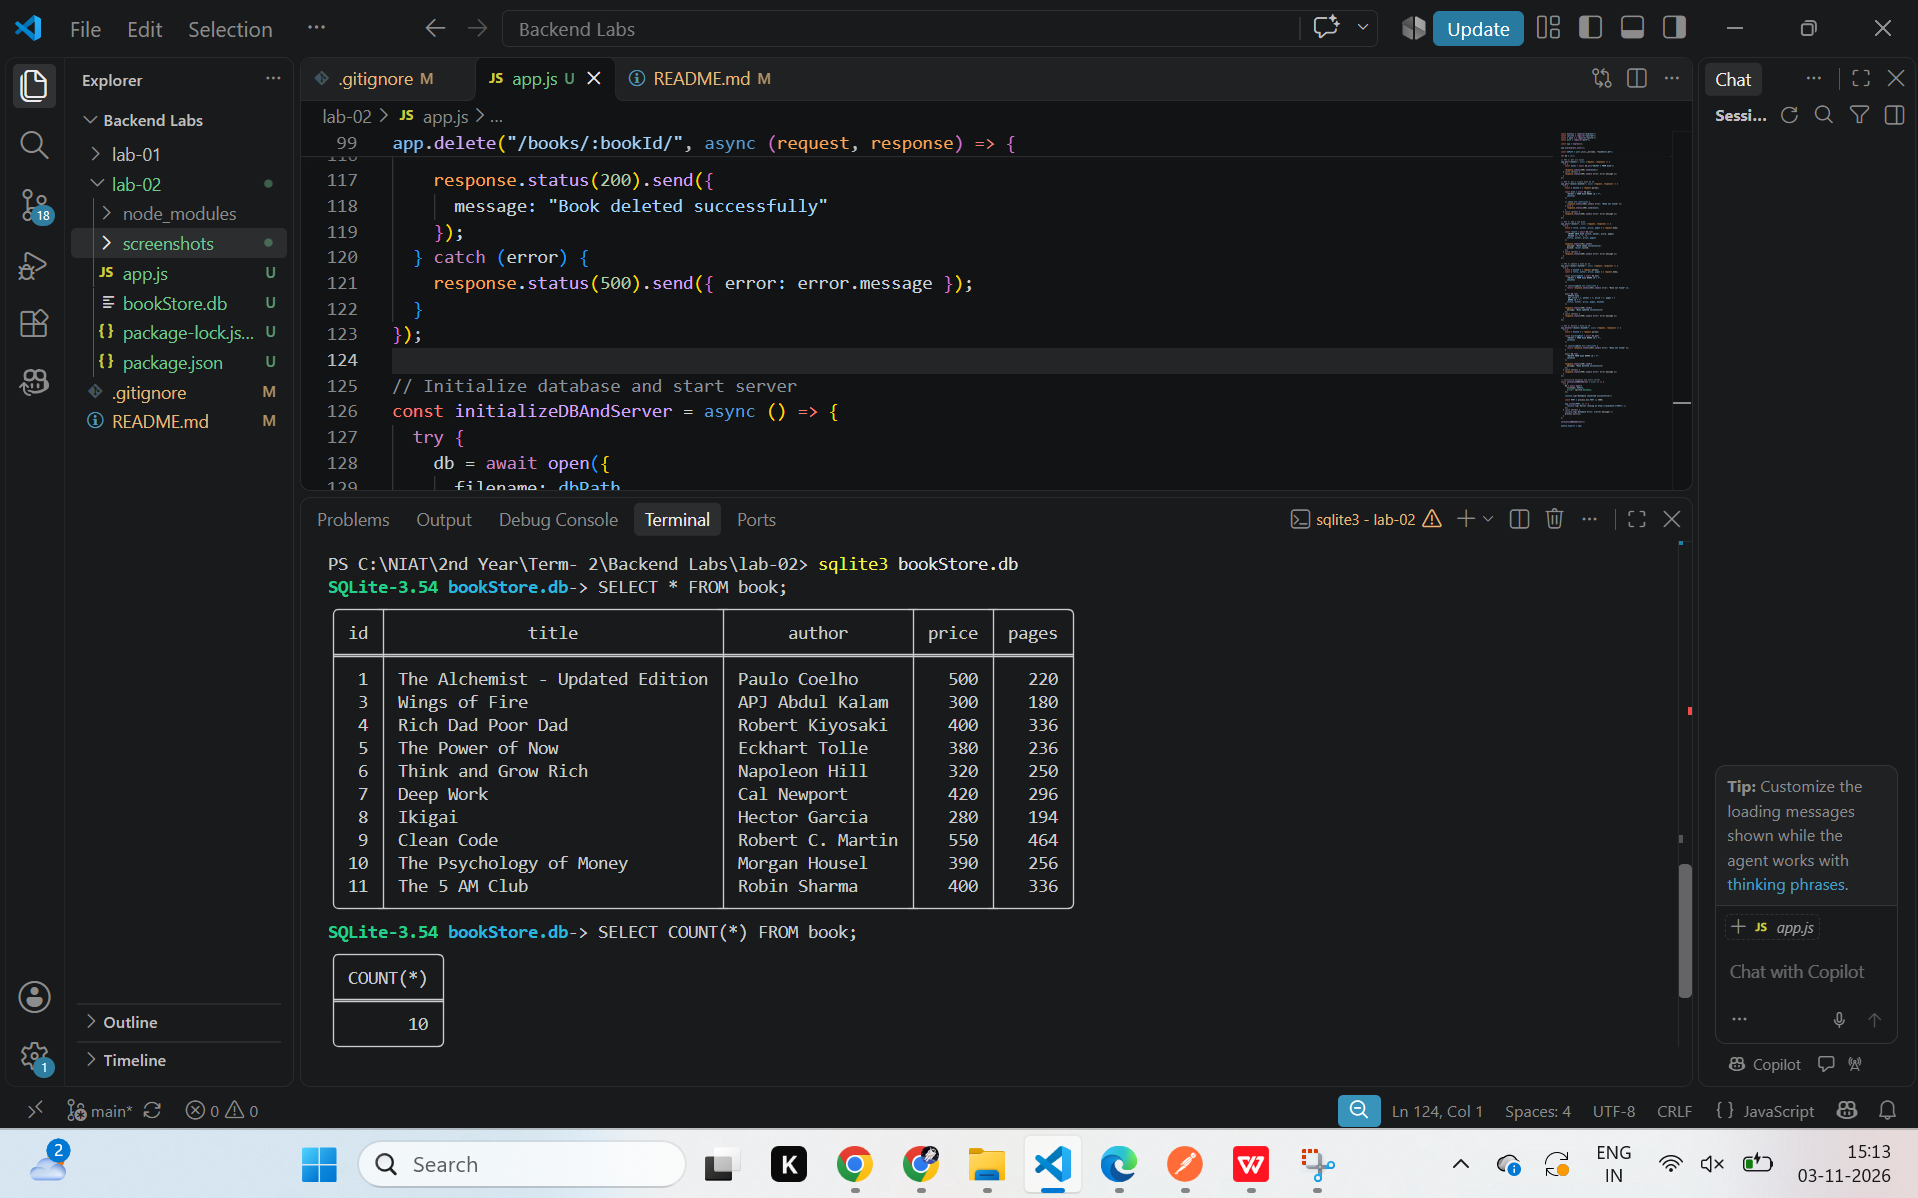 File Edit Selection ...
Backend Labs
Update
Explorer
Backend Labs
lab-01
lab-02
node_modules
screenshots
JS app.js U
bookStore.db U
{} package-lock.js... U
{} package.json U
.gitignore M
README.md M
18
Outline
Timeline
1
.gitignore M
JS app.js U
README.md M
lab-02 > JS app.js > ...
99 app.delete("/books/:bookId/", async (request, response) => {
117 response.status(200).send({
118 message: "Book deleted successfully"
119 });
120 } catch (error) {
121 response.status(500).send({ error: error.message });
122 }
123 });
124
125 // Initialize database and start server
126 const initializeDBAndServer = async () => {
127 try {
128 db = await open({
129 filename: dbPath
Problems Output Debug Console Terminal Ports
sqlite3 - lab-02
PS C:\NIAT\2nd Year\Term- 2\Backend Labs\lab-02> sqlite3 bookStore.db
SQLite-3.54 bookStore.db-> SELECT * FROM book;
id title author price pages
1 The Alchemist - Updated Edition Paulo Coelho 500 220
3 Wings of Fire APJ Abdul Kalam 300 180
4 Rich Dad Poor Dad Robert Kiyosaki 400 336
5 The Power of Now Eckhart Tolle 380 236
6 Think and Grow Rich Napoleon Hill 320 250
7 Deep Work Cal Newport 420 296
8 Ikigai Hector Garcia 280 194
9 Clean Code Robert C. Martin 550 464
10 The Psychology of Money Morgan Housel 390 256
11 The 5 AM Club Robin Sharma 400 336
SQLite-3.54 bookStore.db-> SELECT COUNT(*) FROM book;
COUNT(*)
10
Chat
Sessi...
Tip: Customize the
loading messages
shown while the
agent works with
thinking phrases.
JS app.js
Chat with Copilot
...
Copilot
main*
0 0
Ln 124, Col 1 Spaces: 4 UTF-8 CRLF {} JavaScript
2
Search
K
W
ENG
IN
15:13
03-11-2026